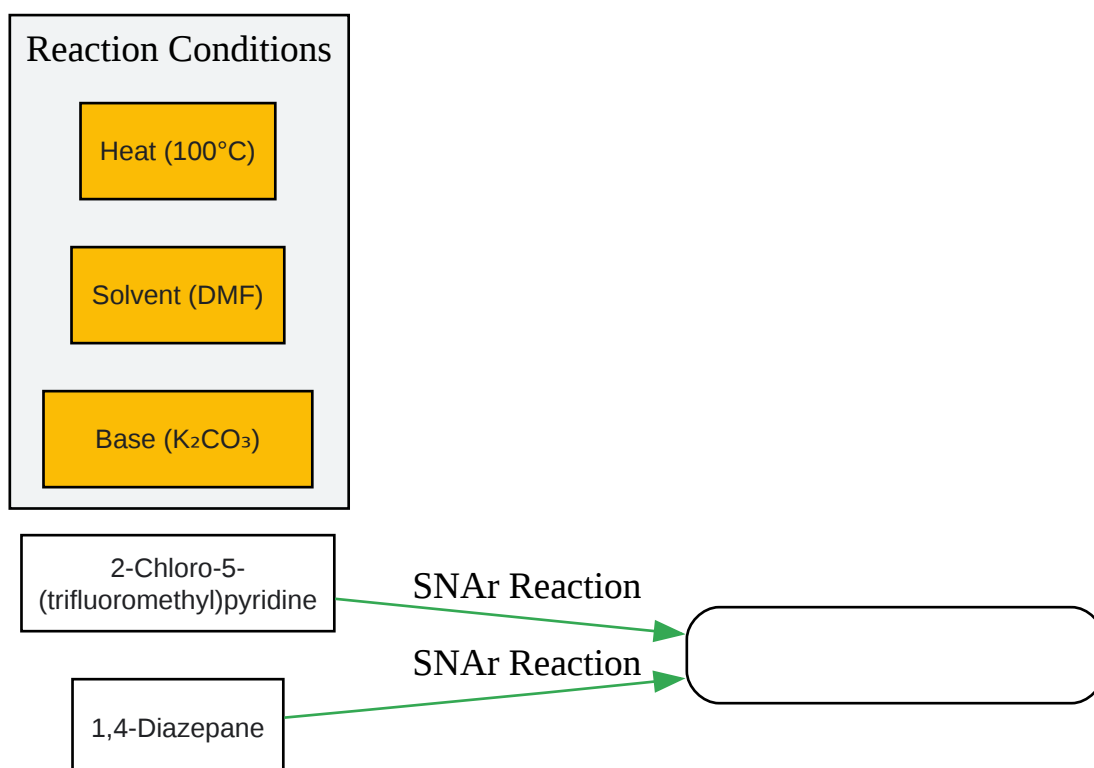 Reaction Conditions
Heat (100°C)
Solvent (DMF)
Base (K₂CO₃)
2-Chloro-5-
(trifluoromethyl)pyridine
SNAr Reaction
SNAr Reaction
1,4-Diazepane